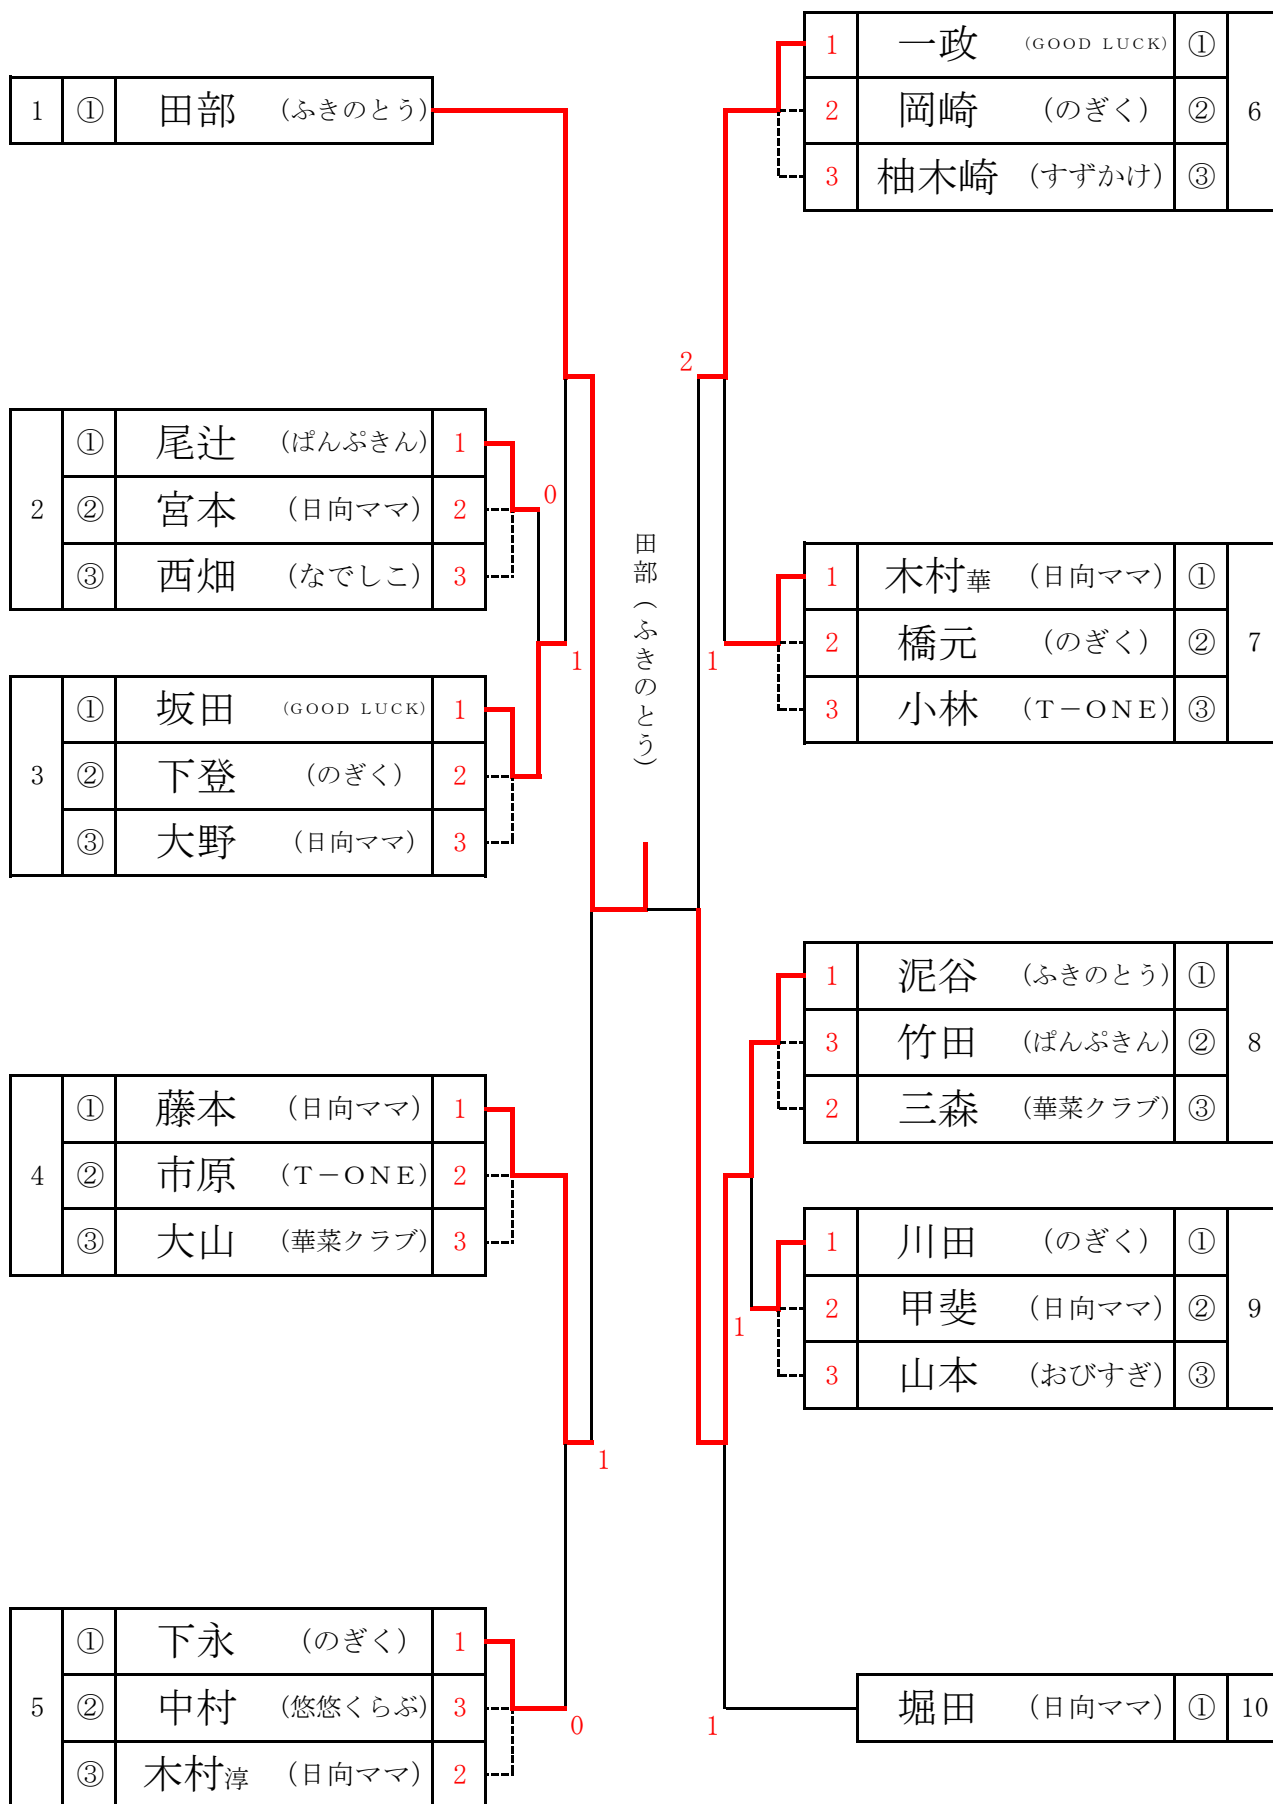 1 ① 田部 (ふきのとう)
2
① 尾辻 (ぱんぷきん) 1
② 宮本 (日向ママ) 2
③ 西畑 (なでしこ) 3
0
3
① 坂田 (GOOD LUCK) 1
② 下登 (のぎく) 2
③ 大野 (日向ママ) 3
1
4
① 藤本 (日向ママ) 1
② 市原 (T－ONE) 2
③ 大山 (華菜クラブ) 3
1
5
① 下永 (のぎく) 1
② 中村 (悠悠くらぶ) 3
③ 木村淳 (日向ママ) 2
0
田部(ふきのとう)
1 一政 (GOOD LUCK) ①
2 岡崎 (のぎく) ②
3 柚木崎 (すずかけ) ③
6
2
1 木村華 (日向ママ) ①
2 橋元 (のぎく) ②
3 小林 (T－ONE) ③
7
1
1 泥谷 (ふきのとう) ①
3 竹田 (ぱんぷきん) ②
2 三森 (華菜クラブ) ③
8
1 川田 (のぎく) ①
2 甲斐 (日向ママ) ②
3 山本 (おびすぎ) ③
9
1
堀田 (日向ママ) ① 10
1